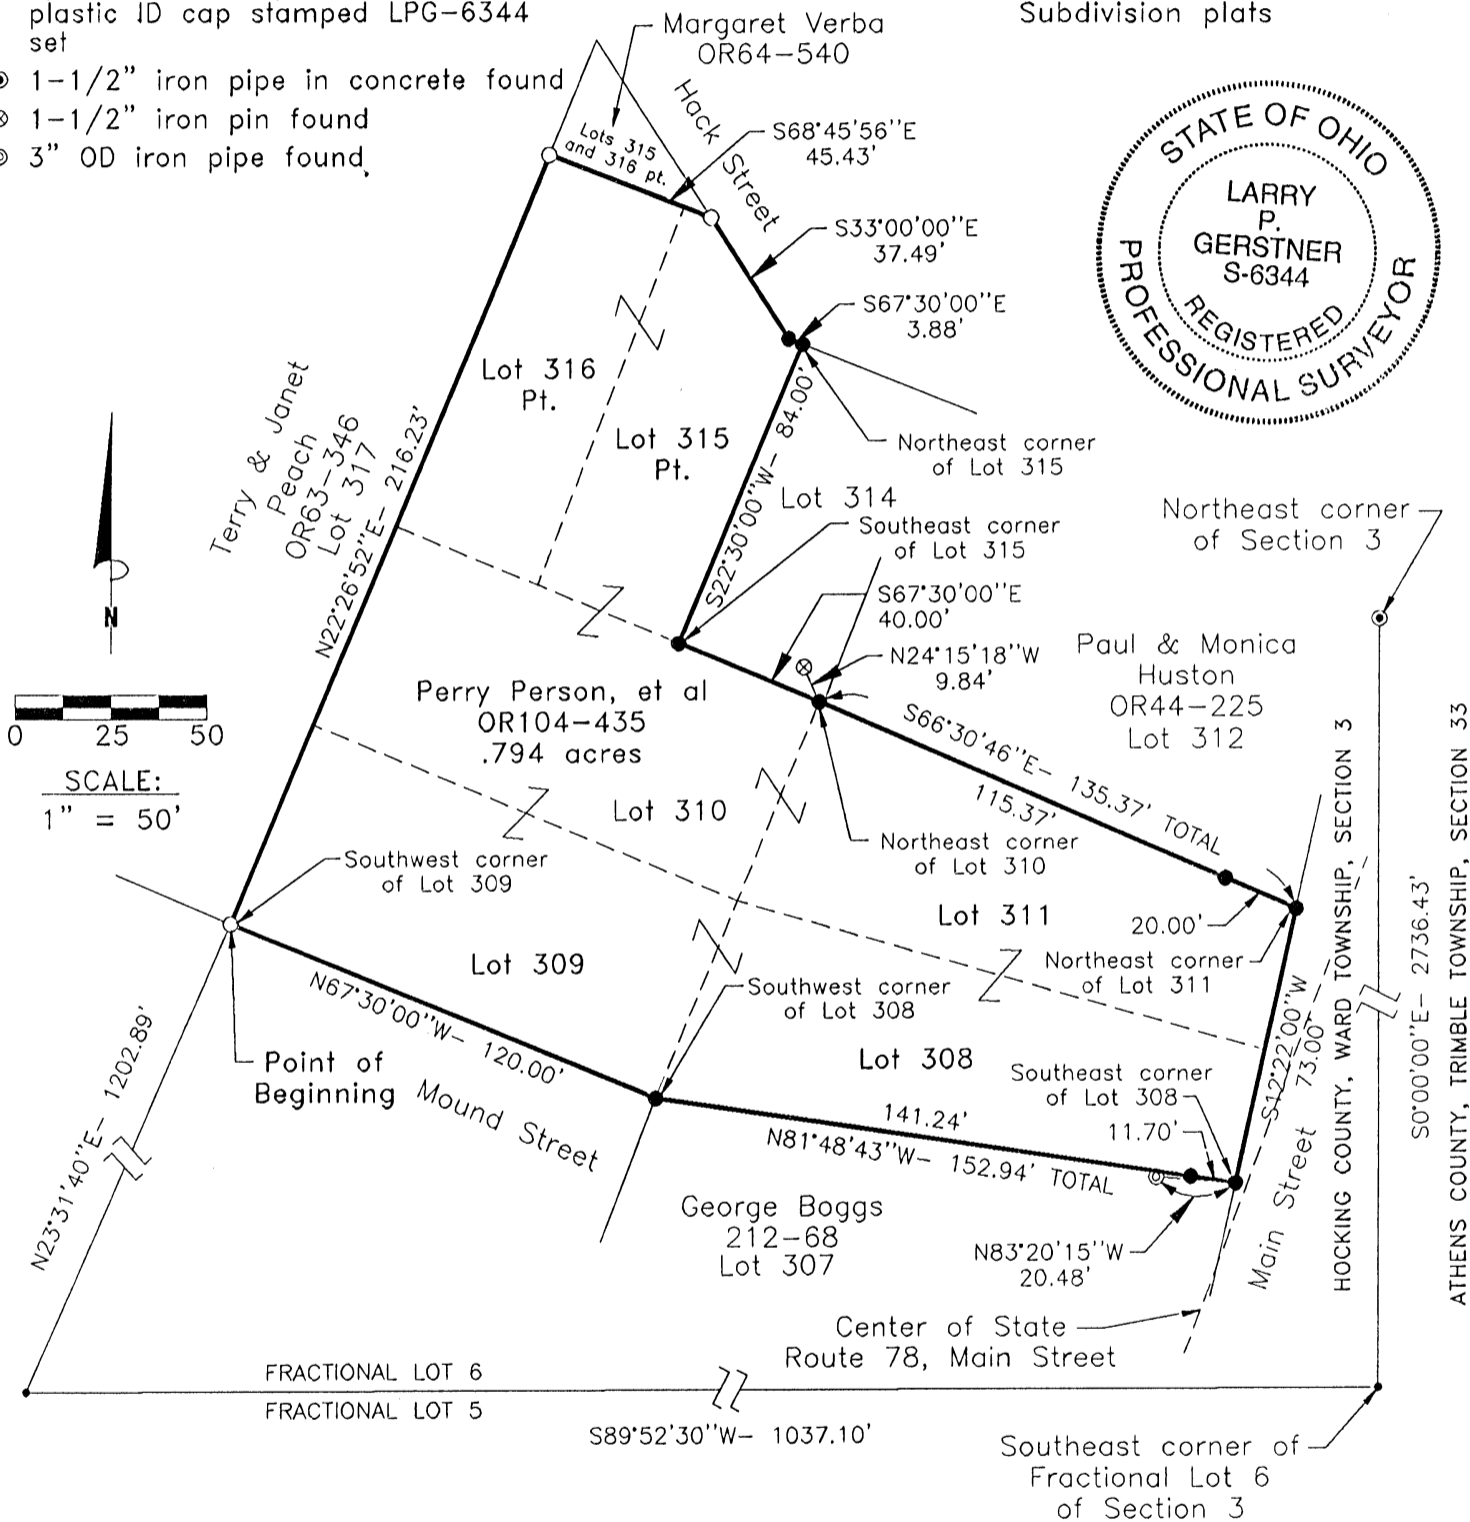 plastic ID cap stamped LPG-6344
set
1-1/2" iron pipe in concrete found
1-1/2" iron pin found
3" OD iron pipe found
Subdivision plats
Margaret Verba
OR64-540
Hack Street
Lots 315
and 316 pt.
S68°45'56"E
45.43'
S33°00'00"E
37.49'
S67°30'00"E
3.88'
STATE OF OHIO
LARRY
P.
GERSTNER
S-6344
REGISTERED
PROFESSIONAL SURVEYOR
Lot 316
Pt.
Lot 315
Pt.
S22°30'00"W- 84.00'
Northeast corner
of Lot 315
Lot 314
Southeast corner
of Lot 315
Northeast corner
of Section 3
Terry & Janet
Peach
OR63-346
Lot 317
N22°26'52"E- 216.23'
N
0 25 50
SCALE:
1" = 50'
S67°30'00"E
40.00'
N24°15'18"W
9.84'
Paul & Monica
Huston
OR44-225
Lot 312
Perry Person, et al
OR104-435
.794 acres
Lot 310
S66°30'46"E- 135.37' TOTAL
115.37'
Northeast corner
of Lot 310
Southwest corner
of Lot 309
Lot 311
20.00'
Northeast corner
of Lot 311
Lot 309
Southwest corner
of Lot 308
N67°30'00"W- 120.00'
Point of
Beginning
Mound Street
N23°31'40"E- 1202.89'
Lot 308
Southeast corner
of Lot 308
11.70'
141.24'
N81°48'43"W- 152.94' TOTAL
S12°22'00"W
73.00'
Main Street
HOCKING COUNTY, WARD TOWNSHIP, SECTION 3
S0°00'00"E- 2736.43'
ATHENS COUNTY, TRIMBLE TOWNSHIP, SECTION 33
George Boggs
212-68
Lot 307
N83°20'15"W
20.48'
Center of State
Route 78, Main Street
FRACTIONAL LOT 6
FRACTIONAL LOT 5
S89°52'30"W- 1037.10'
Southeast corner of
Fractional Lot 6
of Section 3